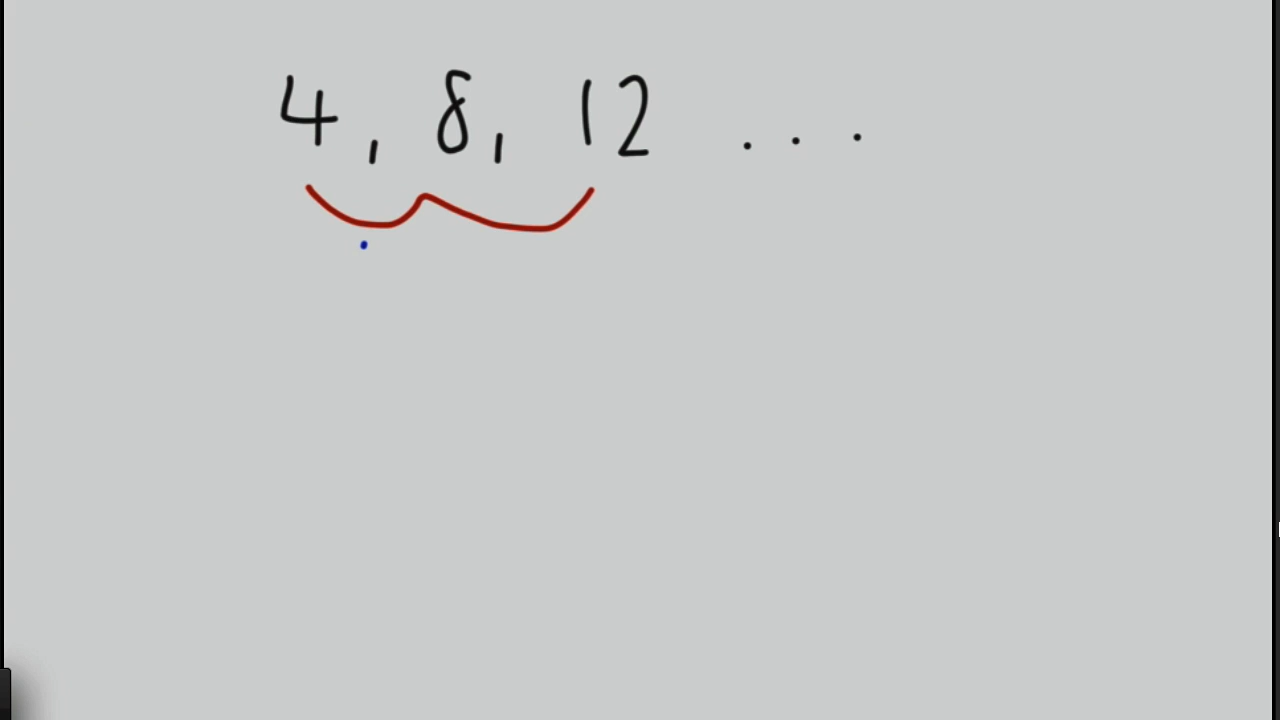 4, 8, 12 . . .